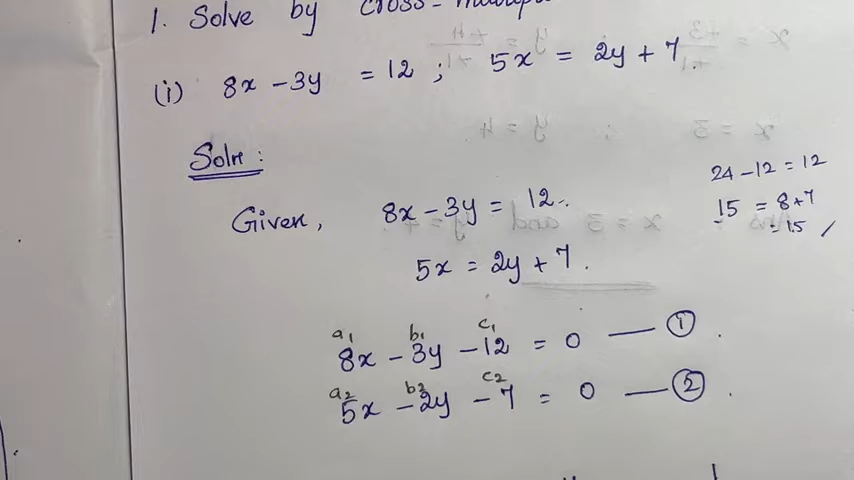 1. Solve by cross-
(i) 8x - 3y = 12 ; 5x = 2y + 7.
Soln :
24 - 12 = 12
15 = 8 + 7
= 15
Given, 8x - 3y = 12.
5x = 2y + 7.
a1 b1 c1
8x - 3y - 12 = 0 — ①.
a2 b2 c2
5x - 2y - 7 = 0 — ②.